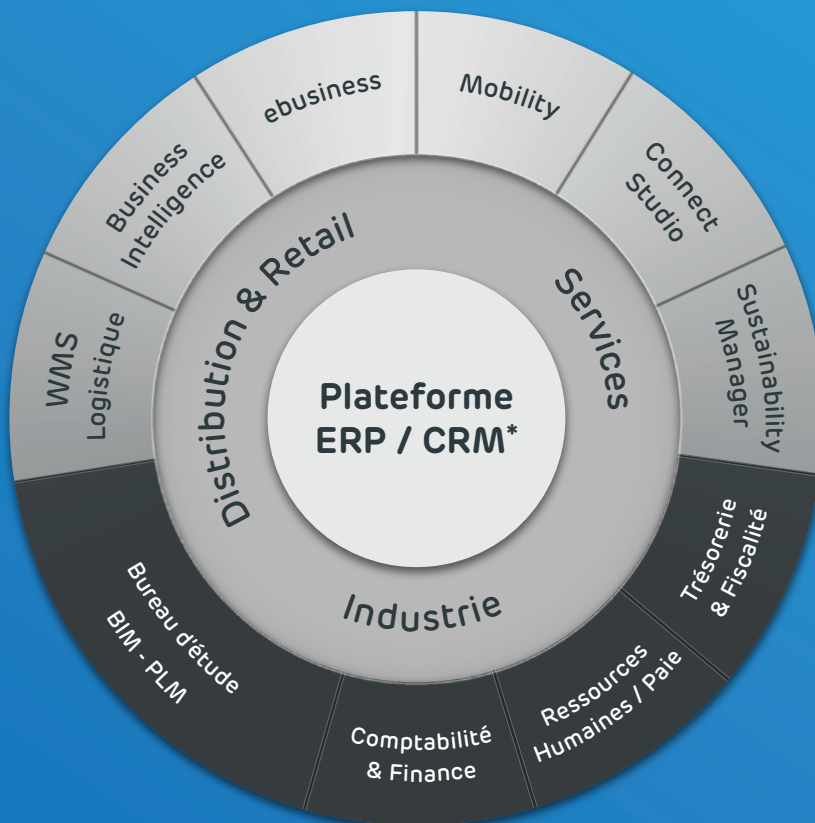 ebusiness
Mobility
Connect
Studio
Sustainability
Manager
Trésorerie
& Fiscalité
Ressources
Humaines / Paie
Comptabilité
& Finance
Bureau d'étude
BIM - PLM
WMS
Logistique
Business
Intelligence
Distribution & Retail
Services
Industrie
Plateforme
ERP / CRM*